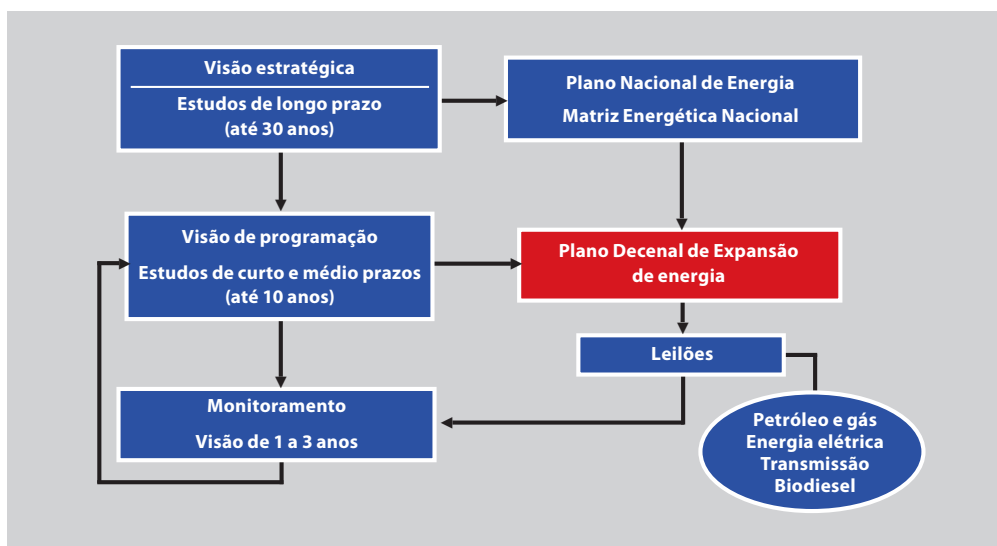 Visão estratégica
Estudos de longo prazo
(até 30 anos)
Plano Nacional de Energia
Matriz Energética Nacional
Visão de programação
Estudos de curto e médio prazos
(até 10 anos)
Plano Decenal de Expansão
de energia
Leilões
Monitoramento
Visão de 1 a 3 anos
Petróleo e gás
Energia elétrica
Transmissão
Biodiesel